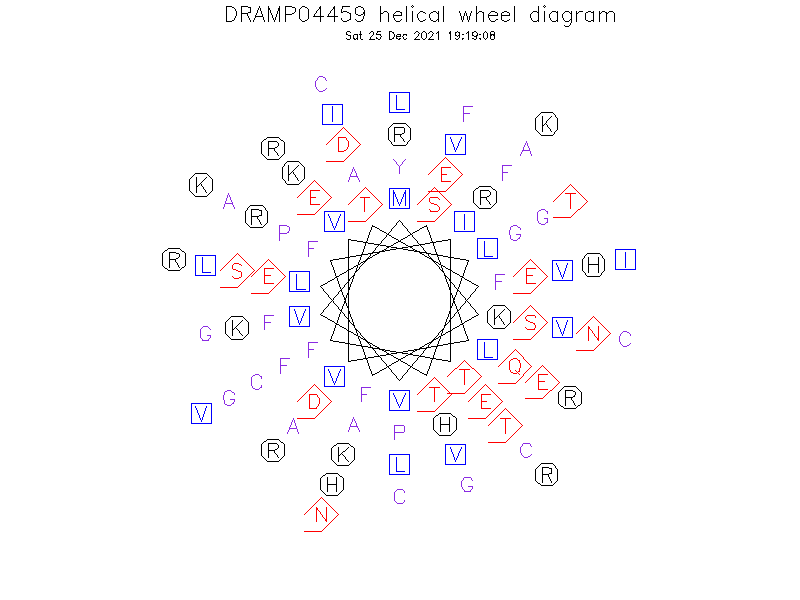 DRAMP04459 helical wheel diagram
Sat 25 Dec 2021 19:19:08
C
L
I F
K
R
R D V A
K A Y E F
K
A E T M S R T
R V I G G
P
F L
R L S E L F E V H I
G K F V K S V N C
F L
F Q
V T
C E
G D F V T E R
V
A A P H T
R K V C
L R
H G
C
N